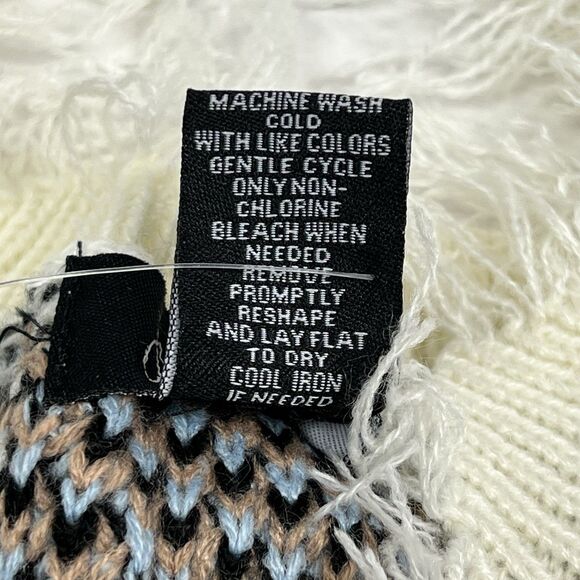 MACHINE WASH
COLD
WITH LIKE COLORS
GENTLE CYCLE
ONLY NON-
CHLORINE
BLEACH WHEN
NEEDED
REMOVE
PROMPTLY
RESHAPE
AND LAY FLAT
TO DRY
COOL IRON
IF NEEDED